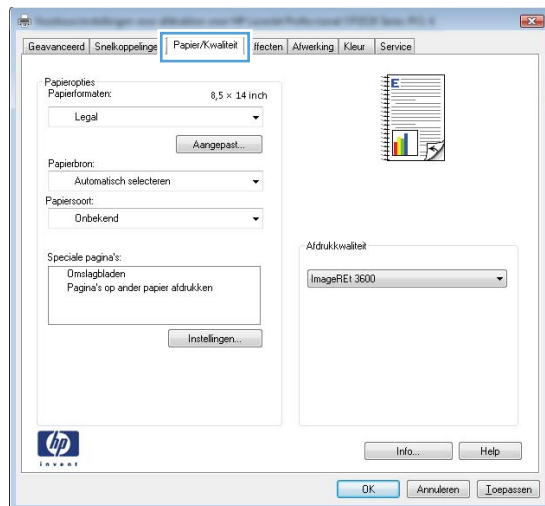 Geavanceerd Snelkoppelinge Papier/Kwaliteit ffecten Afwerking Kleur Service
Papieropties
Papierformaten: 8,5 × 14 inch
Legal
Aangepast...
Papierbron:
Automatisch selecteren
Papiersoort:
Onbekend
Speciale pagina's:
Omslagbladen
Pagina's op ander papier afdrukken
Instellingen...
E
Afdrukkwaliteit
ImageREt 3600
hp
invent
Info... Help
OK Annuleren Toepassen